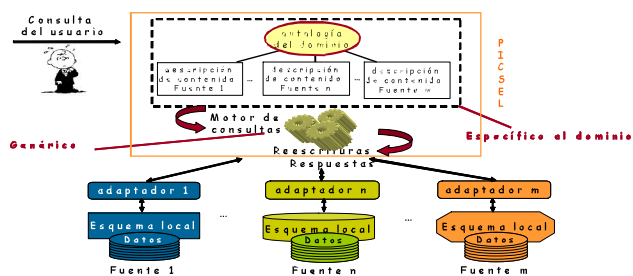 Consulta
del usuario
ontología
del dominio
descripción
de contenido
Fuente 1
...
descripción
de contenido
Fuente n
...
descripción
de contenido
Fuente m
PICSEL
Motor de
consultas
Genérico
Específico al dominio
Reescrituras
Respuestas
adaptador 1
adaptador n
adaptador m
Esquema local
...
Esquema local
...
Esquema local
Datos
Datos
Datos
Fuente 1
Fuente n
Fuente m